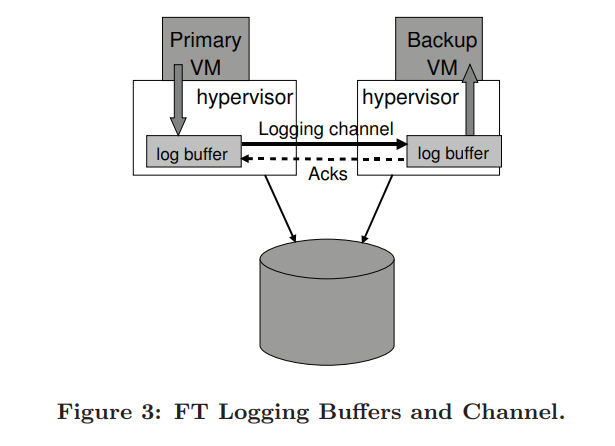 Primary
VM
Backup
VM
hypervisor
hypervisor
Logging channel
log buffer
log buffer
Acks
Figure 3: FT Logging Buffers and Channel.